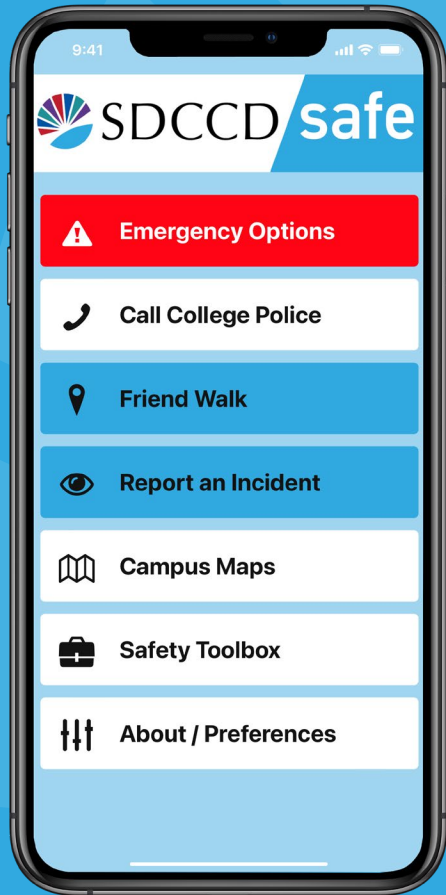 9:41
SDCCD safe
Emergency Options
Call College Police
Friend Walk
Report an Incident
Campus Maps
Safety Toolbox
About / Preferences